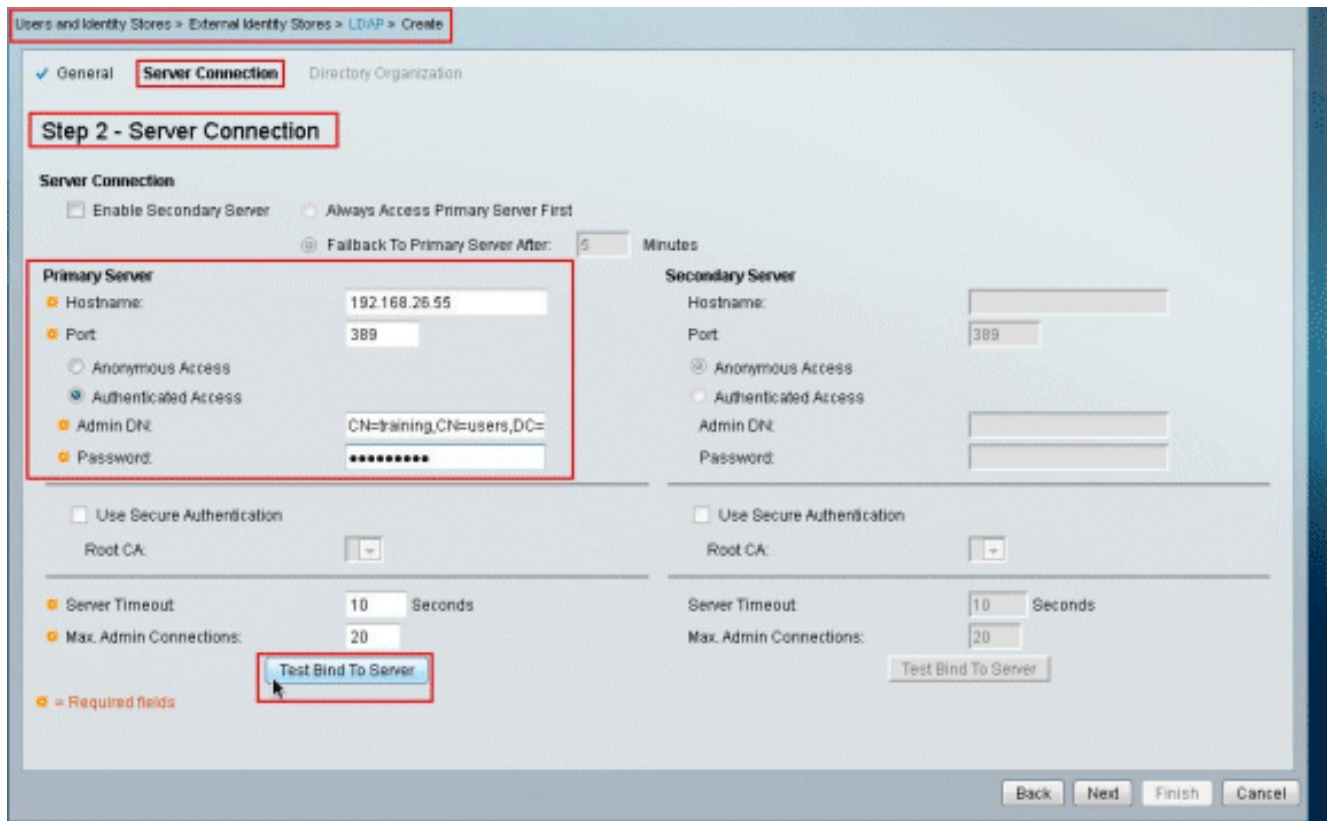 Users and Identity Stores > External Identity Stores > LDAP > Create
General Server Connection Directory Organization
Step 2 - Server Connection
Server Connection
Enable Secondary Server Always Access Primary Server First
Failback To Primary Server After: 5 Minutes
Primary Server Secondary Server
Hostname: 192.168.26.55 Hostname:
Port 389 Port 389
Anonymous Access Anonymous Access
Authenticated Access Authenticated Access
Admin DN: CN=training,CN=users,DC= Admin DN:
Password: ●●●●●●●●● Password:
Use Secure Authentication Use Secure Authentication
Root CA: Root CA:
Server Timeout 10 Seconds Server Timeout 10 Seconds
Max. Admin Connections: 20 Max. Admin Connections: 20
Test Bind To Server Test Bind To Server
= Required fields
Back Next Finish Cancel